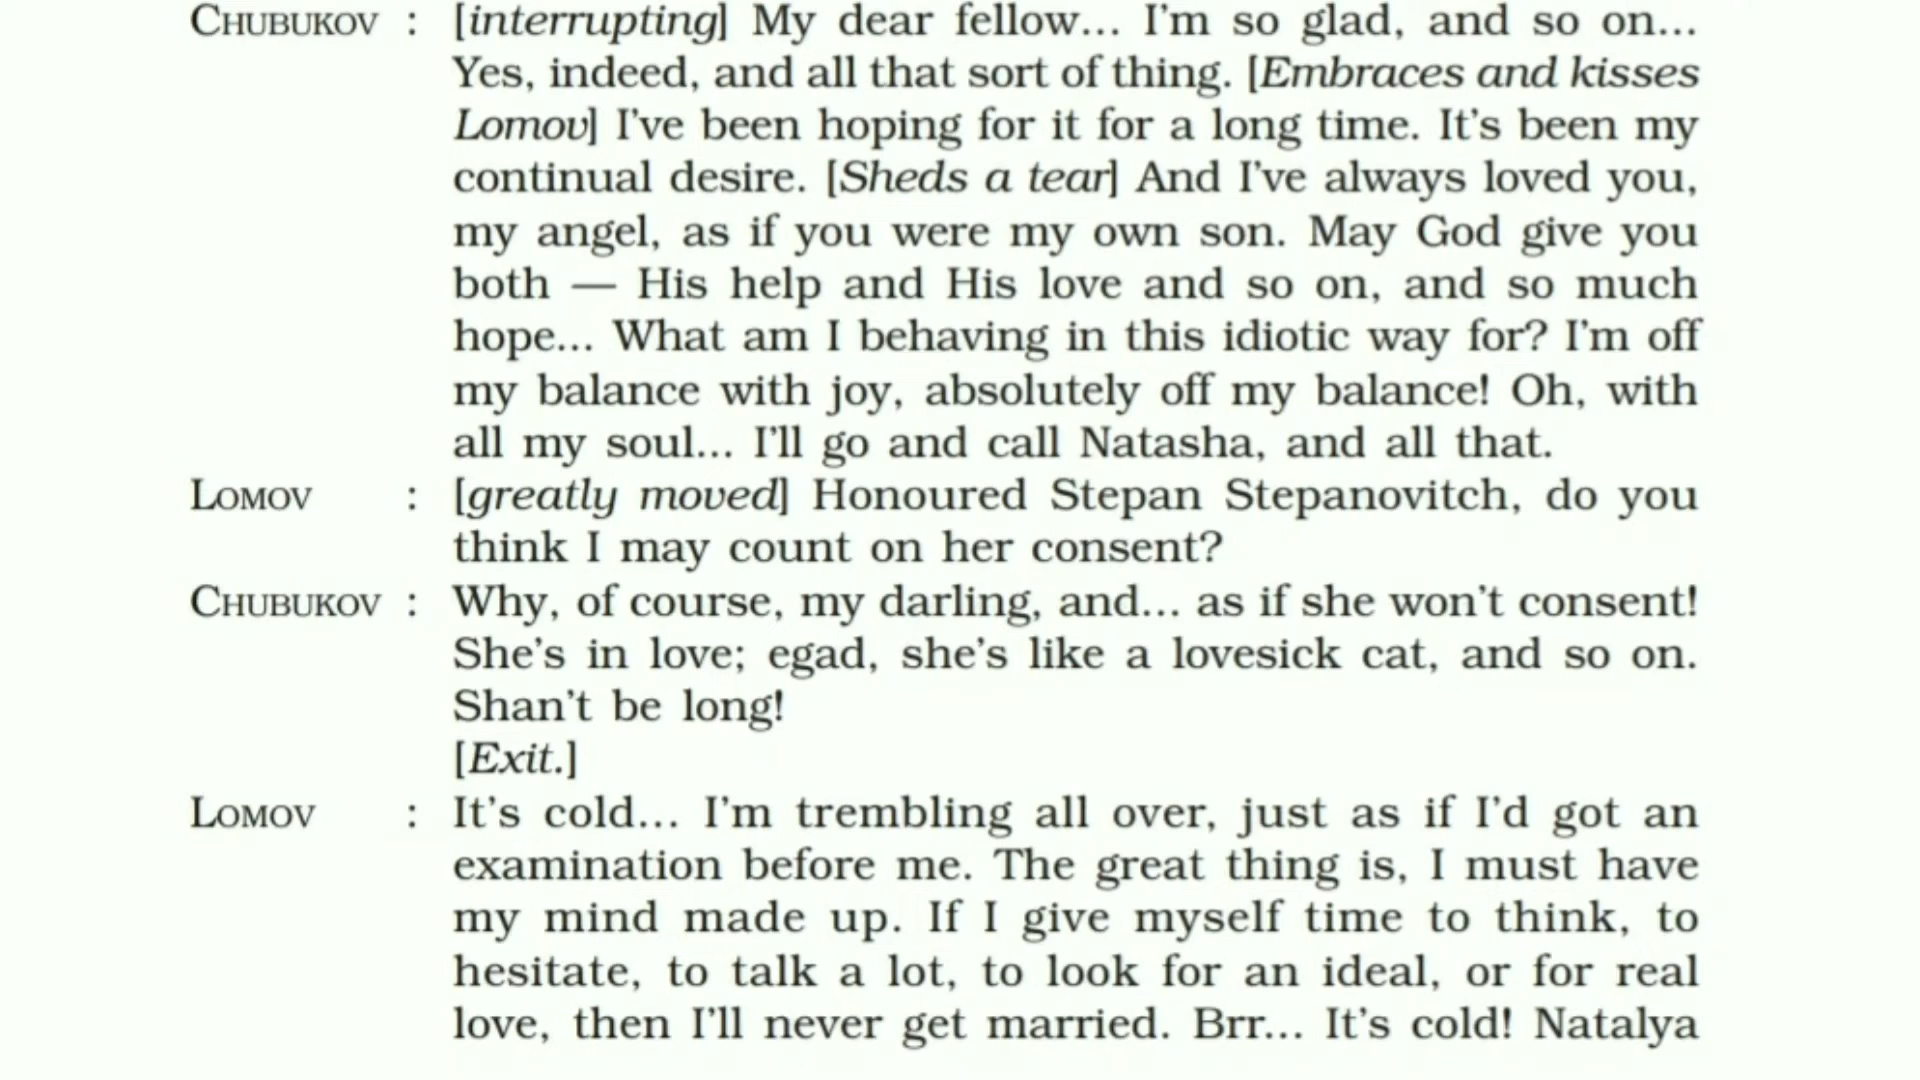 CHUBUKOV : [interrupting] My dear fellow... I'm so glad, and so on...
Yes, indeed, and all that sort of thing. [Embraces and kisses
Lomov] I've been hoping for it for a long time. It's been my
continual desire. [Sheds a tear] And I've always loved you,
my angel, as if you were my own son. May God give you
both — His help and His love and so on, and so much
hope... What am I behaving in this idiotic way for? I'm off
my balance with joy, absolutely off my balance! Oh, with
all my soul... I'll go and call Natasha, and all that.
LOMOV : [greatly moved] Honoured Stepan Stepanovitch, do you
think I may count on her consent?
CHUBUKOV : Why, of course, my darling, and... as if she won't consent!
She's in love; egad, she's like a lovesick cat, and so on.
Shan't be long!
[Exit.]
LOMOV : It's cold... I'm trembling all over, just as if I'd got an
examination before me. The great thing is, I must have
my mind made up. If I give myself time to think, to
hesitate, to talk a lot, to look for an ideal, or for real
love, then I'll never get married. Brr... It's cold! Natalya